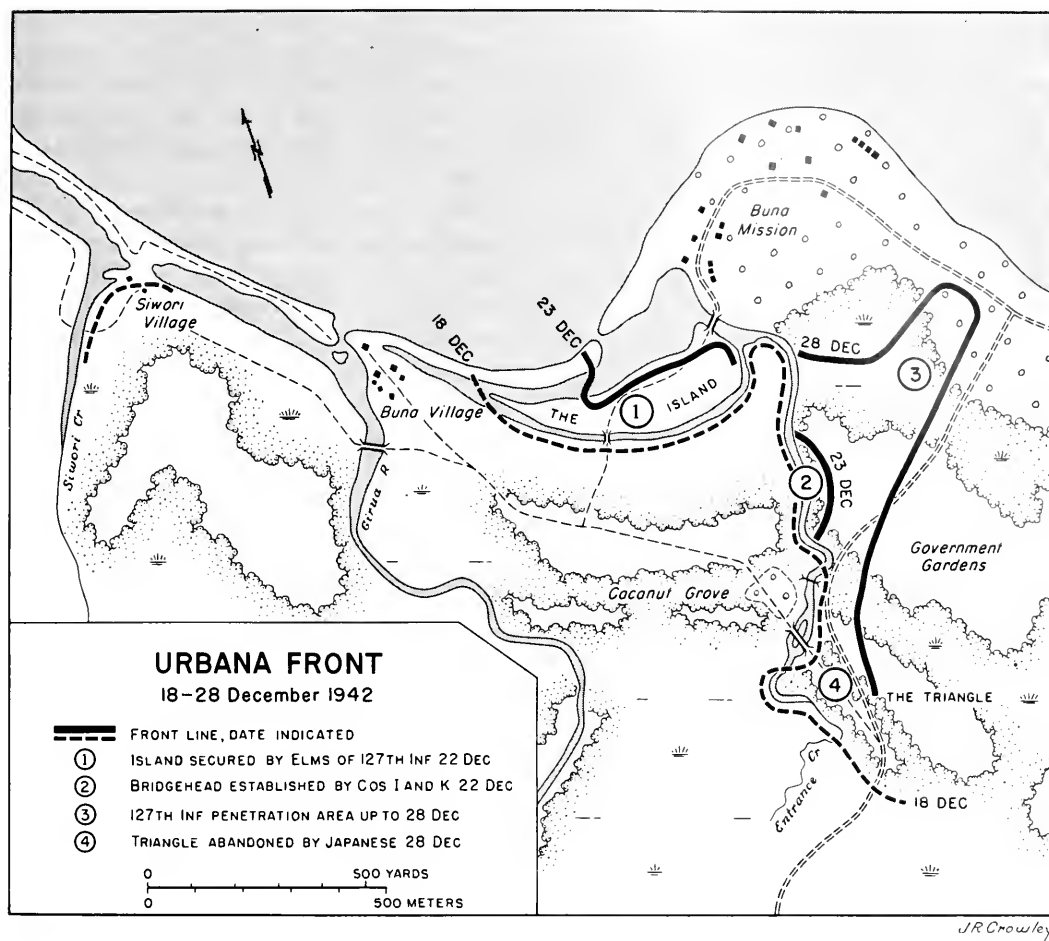 N
Buna
Mission
Siwori
Village
18 DEC
23 DEC
28 DEC
3
Buna Village
THE
1
ISLAND
Siwori Cr
Girua R
2
23
DEC
Government
Gardens
Cocanut Grove
4
THE TRIANGLE
Entrance Cr
18 DEC
URBANA FRONT
18–28 December 1942
FRONT LINE, DATE INDICATED
1 ISLAND SECURED BY ELMS OF 127TH INF 22 DEC
2 BRIDGEHEAD ESTABLISHED BY COS I AND K 22 DEC
3 127TH INF PENETRATION AREA UP TO 28 DEC
4 TRIANGLE ABANDONED BY JAPANESE 28 DEC
0 500 YARDS
0 500 METERS
JR Crowley